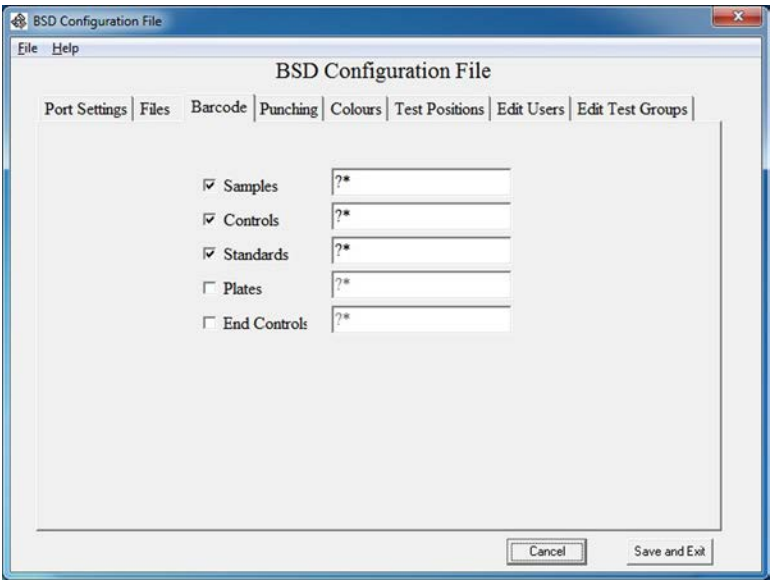 BSD Configuration File
File Help
BSD Configuration File
Port Settings Files Barcode Punching Colours Test Positions Edit Users Edit Test Groups
Samples ?*
Controls ?*
Standards ?*
Plates ?*
End Controls ?*
Cancel Save and Exit